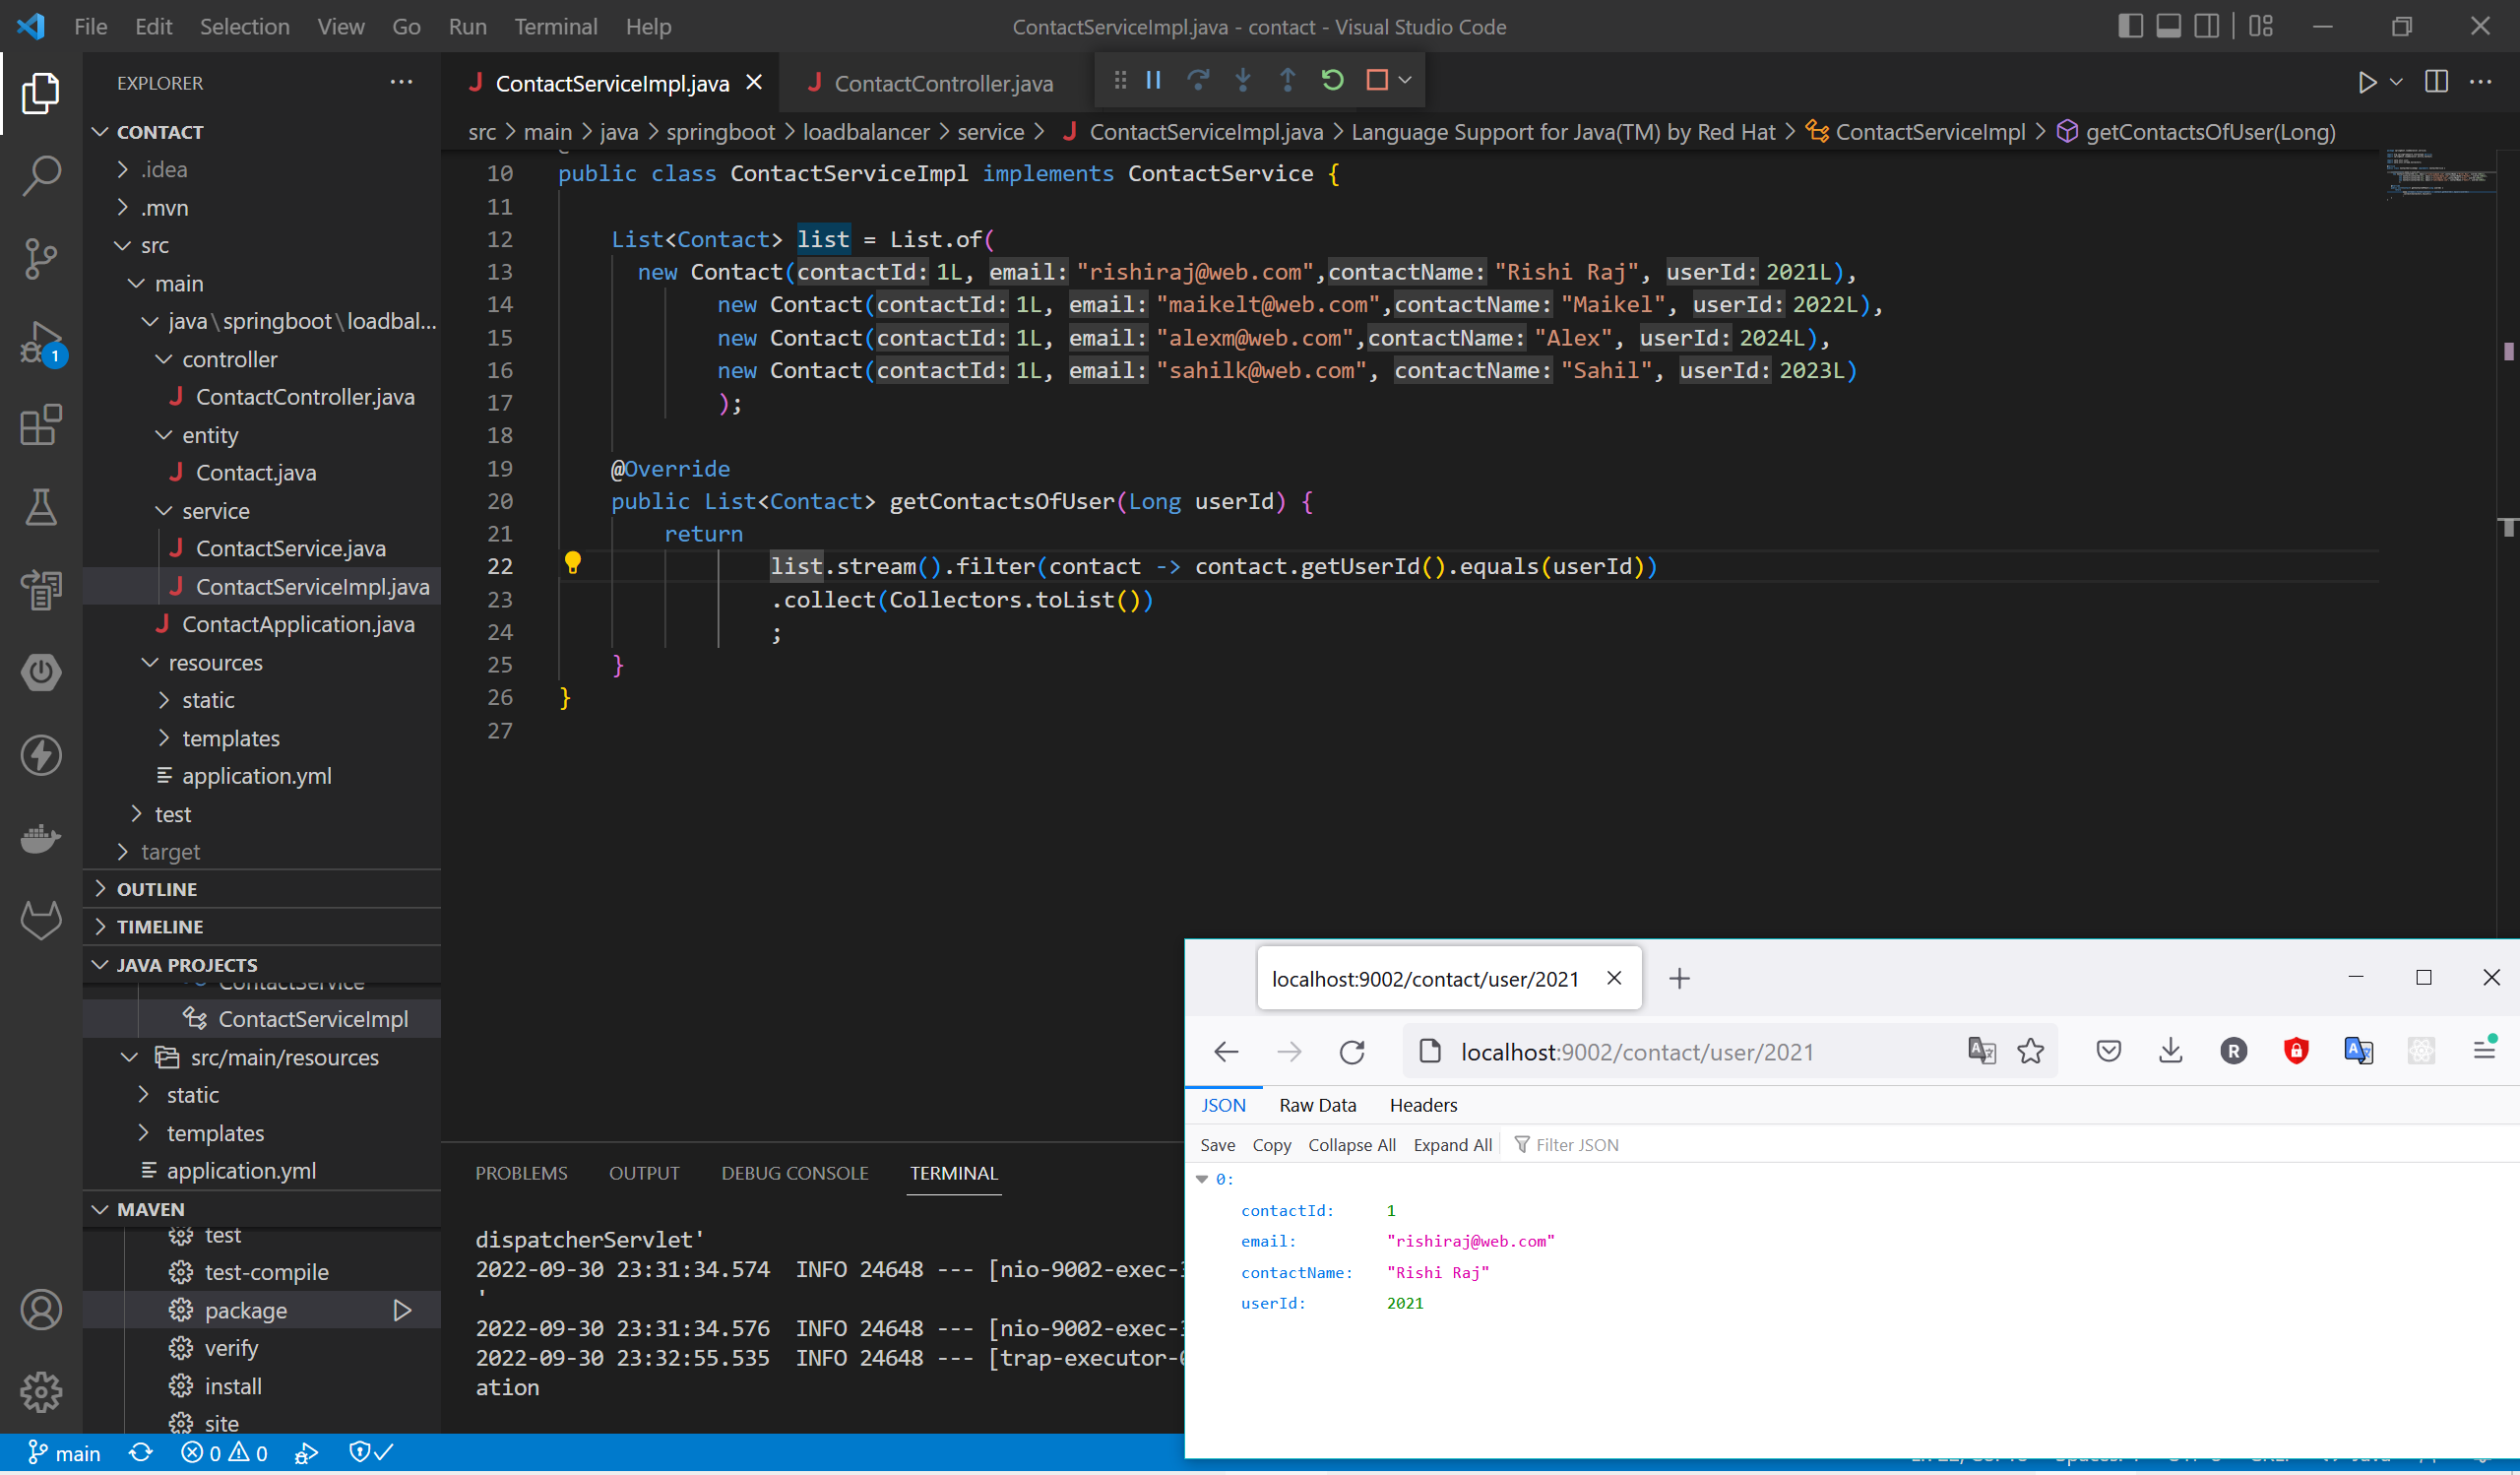 File Edit Selection View Go Run Terminal Help
ContactServiceImpl.java - contact - Visual Studio Code
EXPLORER
CONTACT
.idea
.mvn
src
main
java\springboot\loadbal...
controller
ContactController.java
entity
Contact.java
service
ContactService.java
ContactServiceImpl.java
ContactApplication.java
resources
static
templates
application.yml
test
target
OUTLINE
TIMELINE
JAVA PROJECTS
ContactService
ContactServiceImpl
src/main/resources
static
templates
application.yml
MAVEN
test
test-compile
package
verify
install
site
1
ContactServiceImpl.java ContactController.java
src > main > java > springboot > loadbalancer > service > J ContactServiceImpl.java > Language Support for Java(TM) by Red Hat > ContactServiceImpl > getContactsOfUser(Long)
10 public class ContactServiceImpl implements ContactService {
11
12 List<Contact> list = List.of(
13 new Contact(contactId: 1L, email: "rishiraj@web.com",contactName: "Rishi Raj", userId: 2021L),
14 new Contact(contactId: 1L, email: "maikelt@web.com",contactName: "Maikel", userId: 2022L),
15 new Contact(contactId: 1L, email: "alexm@web.com",contactName: "Alex", userId: 2024L),
16 new Contact(contactId: 1L, email: "sahilk@web.com", contactName: "Sahil", userId: 2023L)
17 );
18
19 @Override
20 public List<Contact> getContactsOfUser(Long userId) {
21 return
22 list.stream().filter(contact -> contact.getUserId().equals(userId))
23 .collect(Collectors.toList())
24 ;
25 }
26 }
27
PROBLEMS OUTPUT DEBUG CONSOLE TERMINAL
dispatcherServlet'
2022-09-30 23:31:34.574 INFO 24648 --- [nio-9002-exec-
'
2022-09-30 23:31:34.576 INFO 24648 --- [nio-9002-exec-
2022-09-30 23:32:55.535 INFO 24648 --- [trap-executor-
ation
localhost:9002/contact/user/2021
localhost:9002/contact/user/2021
JSON Raw Data Headers
Save Copy Collapse All Expand All Filter JSON
0:
contactId: 1
email: "rishiraj@web.com"
contactName: "Rishi Raj"
userId: 2021
main 0 0